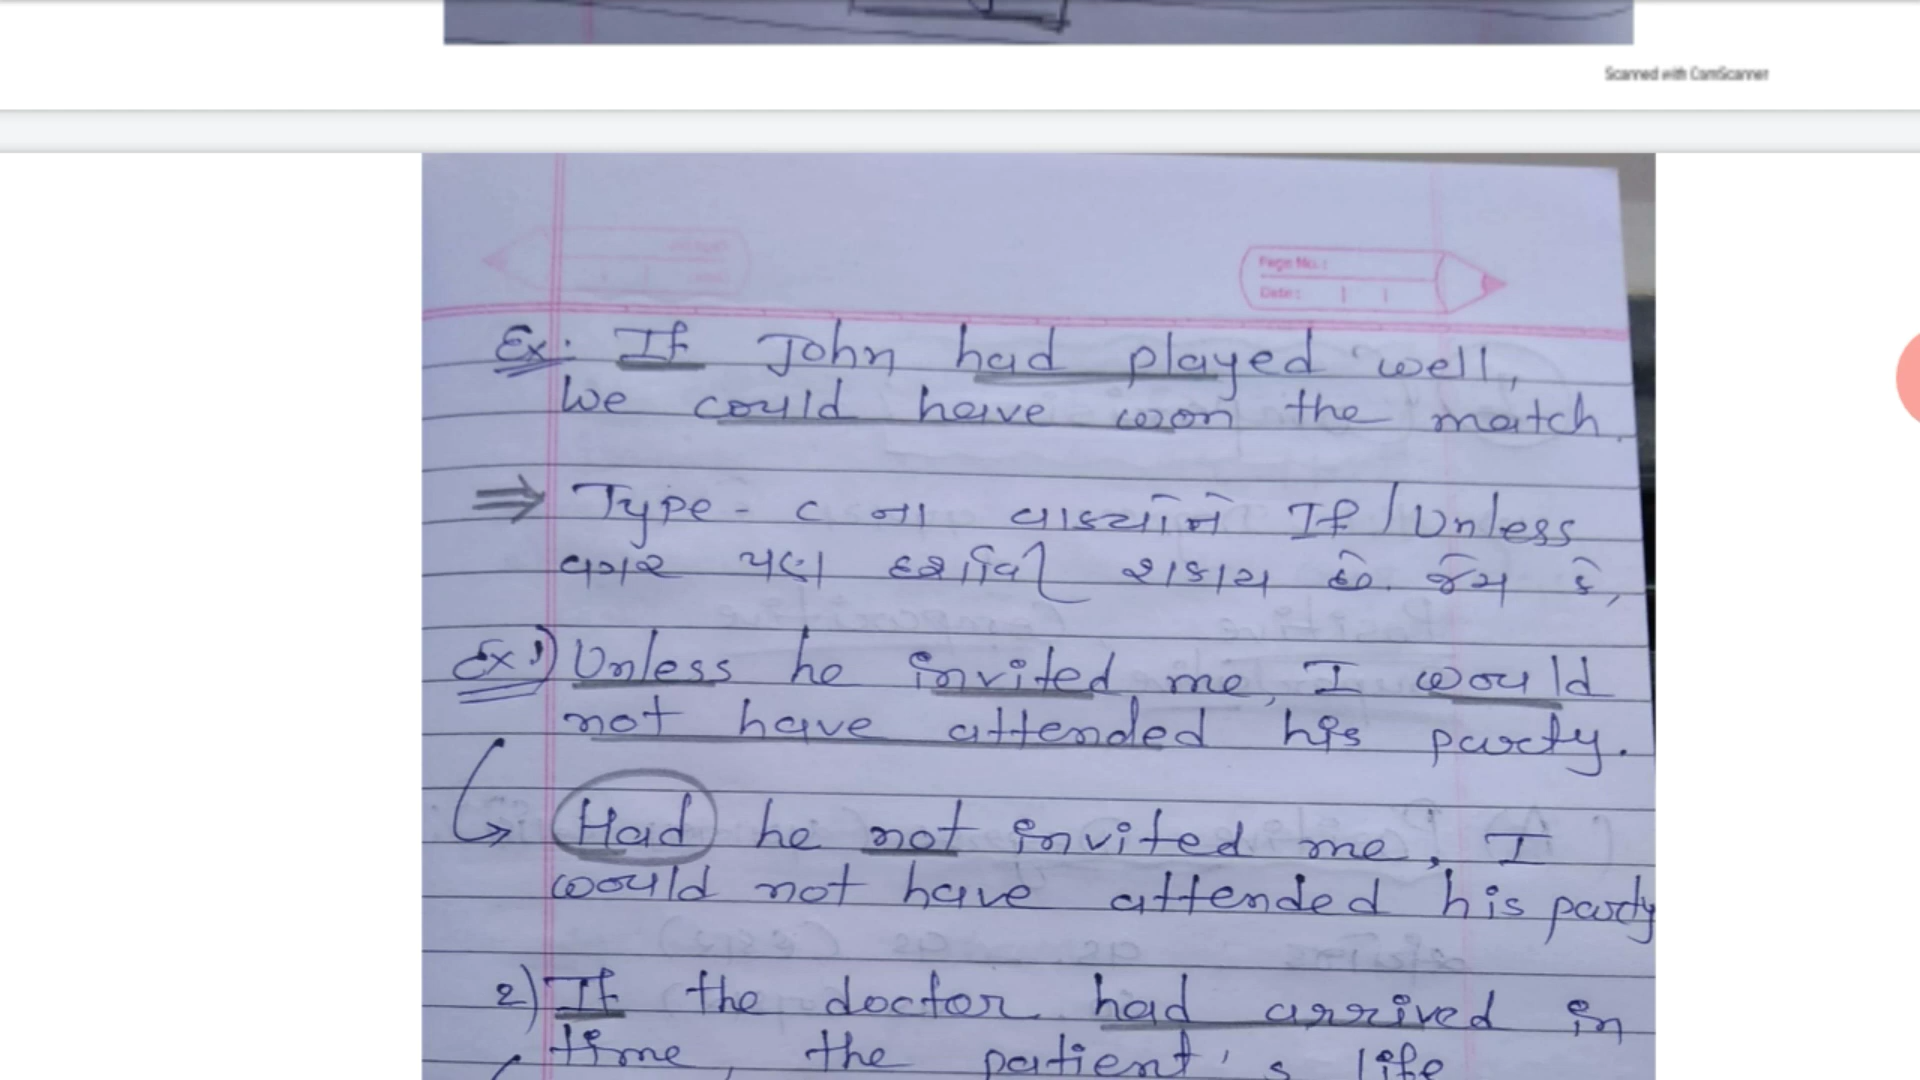 Scanned with CamScanner
Page No.:
Date:
Ex: If John had played well,
we could have won the match.
⇒ Type - C ના વાક્યોને If / Unless
વગર પણ દર્શાવી શકાય છે. જેમ કે,
Ex 1) Unless he invited me, I would
not have attended his party.
Had he not invited me, I
would not have attended his party
2) If the doctor had arrived in
time, the patient's life